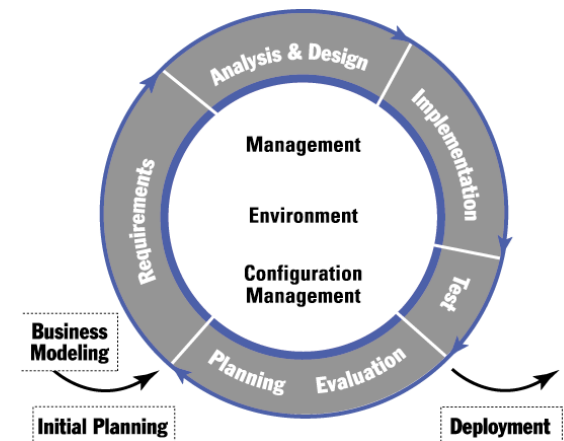 Analysis & Design
Implementation
Test
Evaluation
Planning
Requirements
Management
Environment
Configuration
Management
Business
Modeling
Initial Planning
Deployment